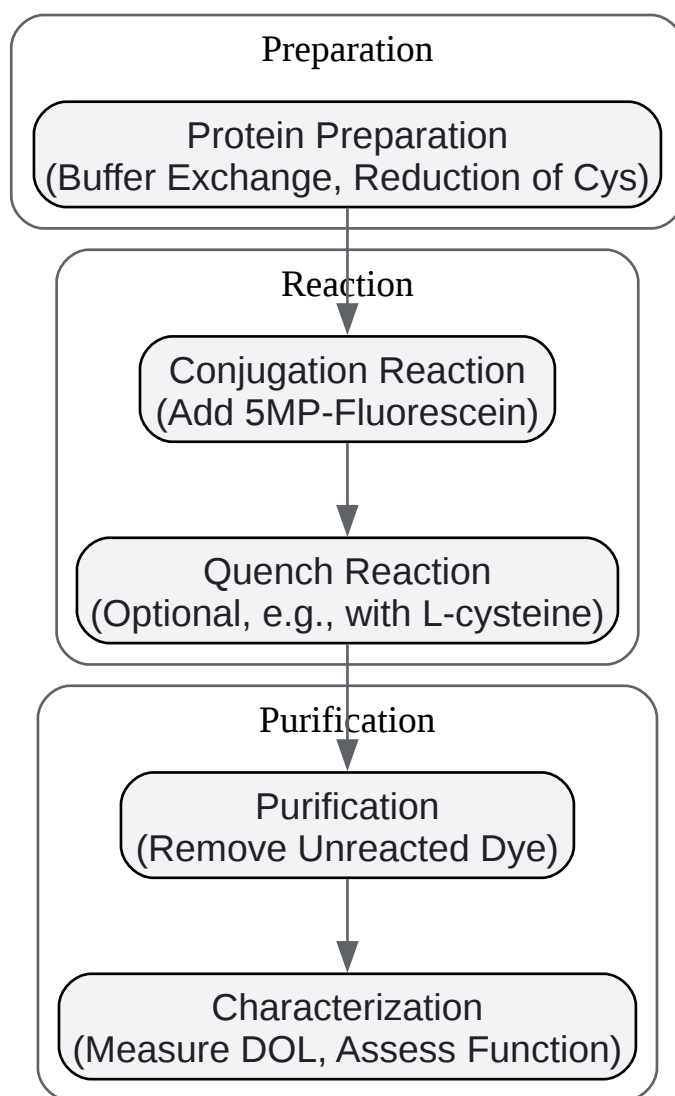 Preparation
Protein Preparation
(Buffer Exchange, Reduction of Cys)
Reaction
Conjugation Reaction
(Add 5MP-Fluorescein)
Quench Reaction
(Optional, e.g., with L-cysteine)
Purification
Purification
(Remove Unreacted Dye)
Characterization
(Measure DOL, Assess Function)